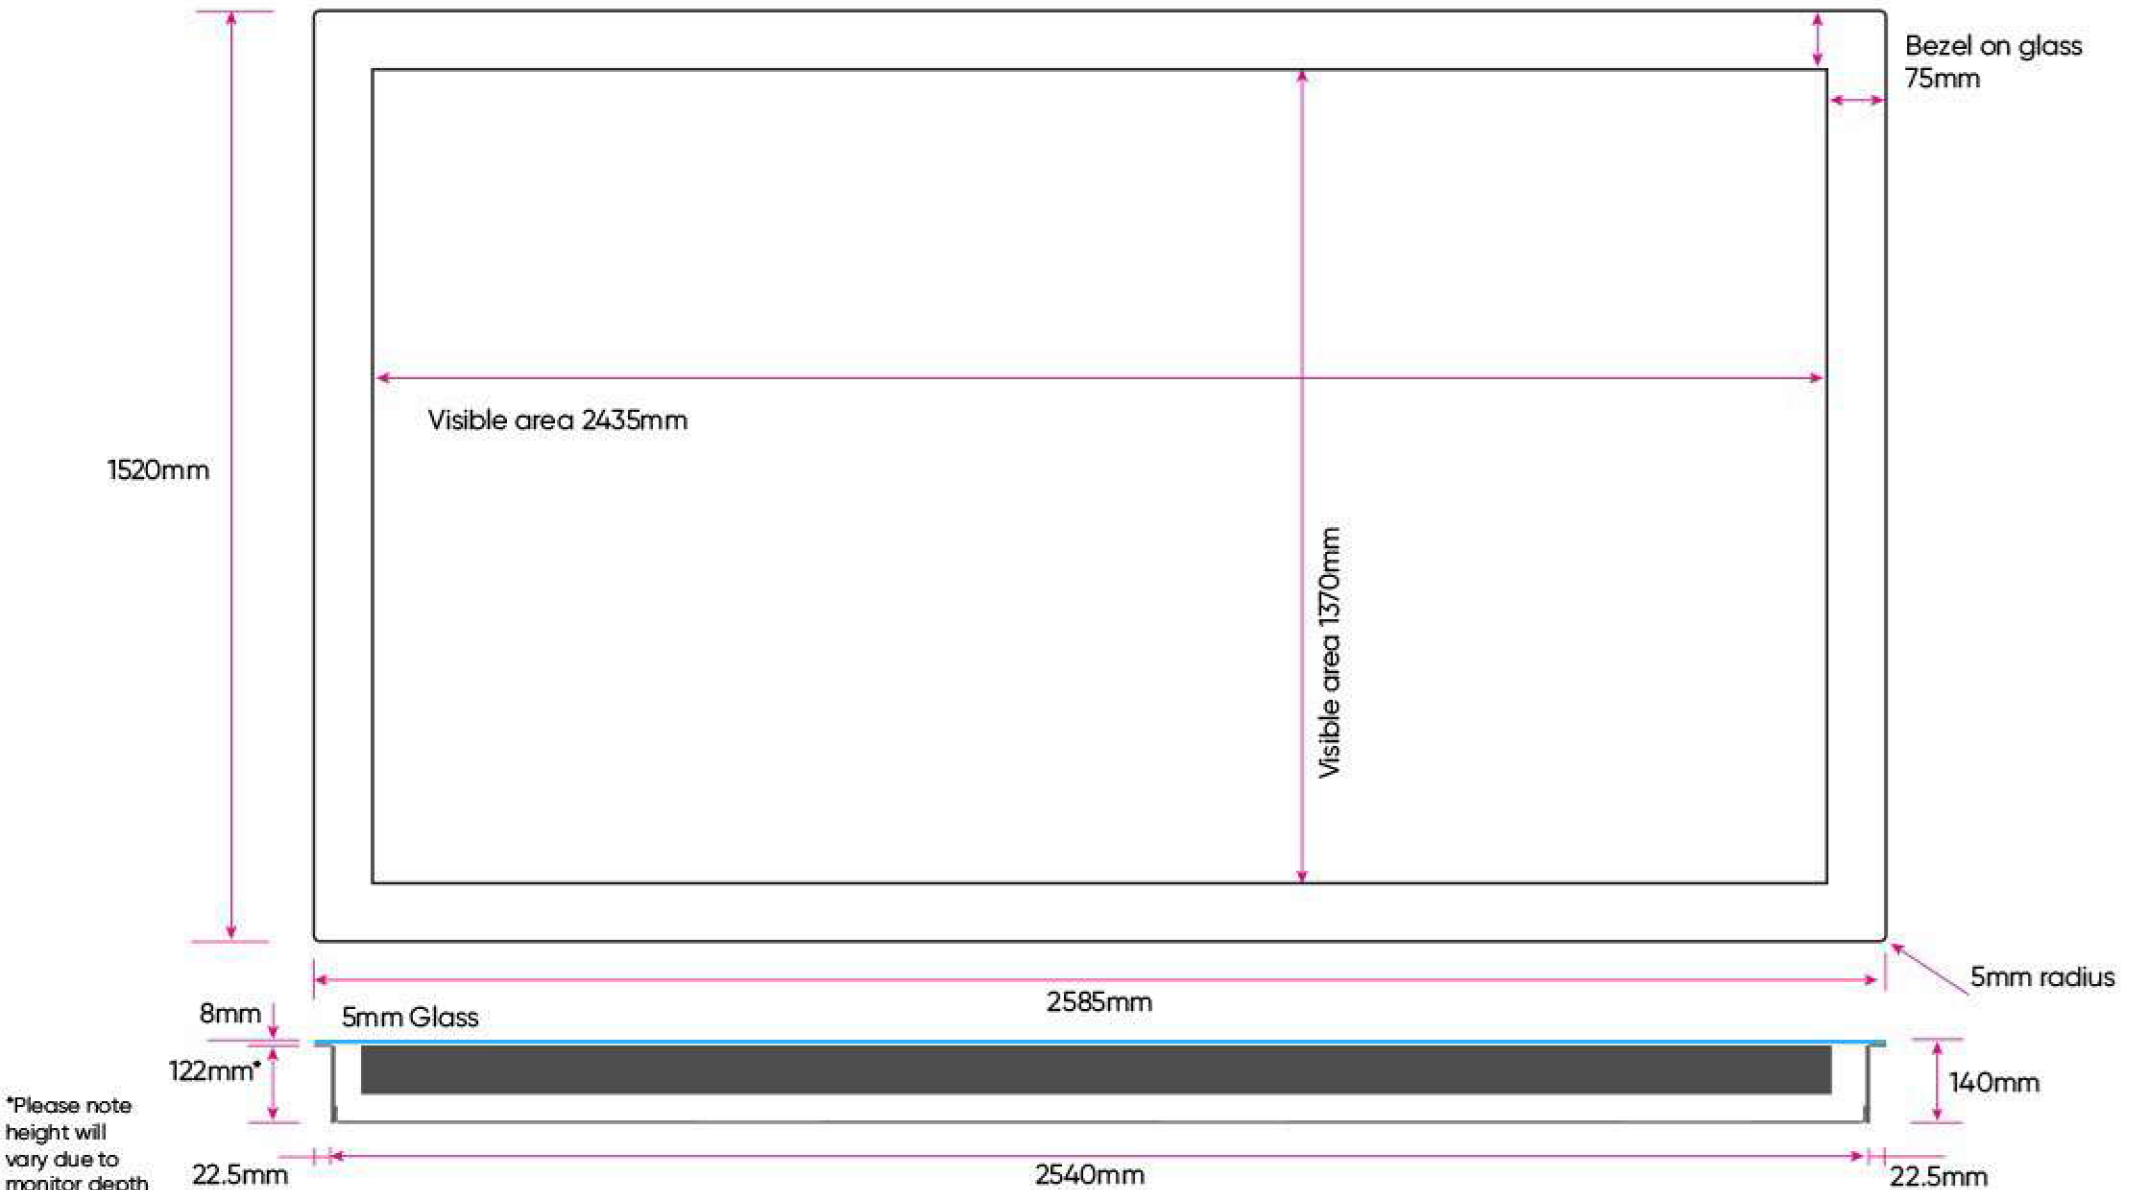 Bezel on glass
75mm
Visible area 2435mm
1520mm
Visible area 1370mm
5mm radius
2585mm
8mm
5mm Glass
122mm*
140mm
*Please note
height will
vary due to
monitor depth
22.5mm
2540mm
22.5mm